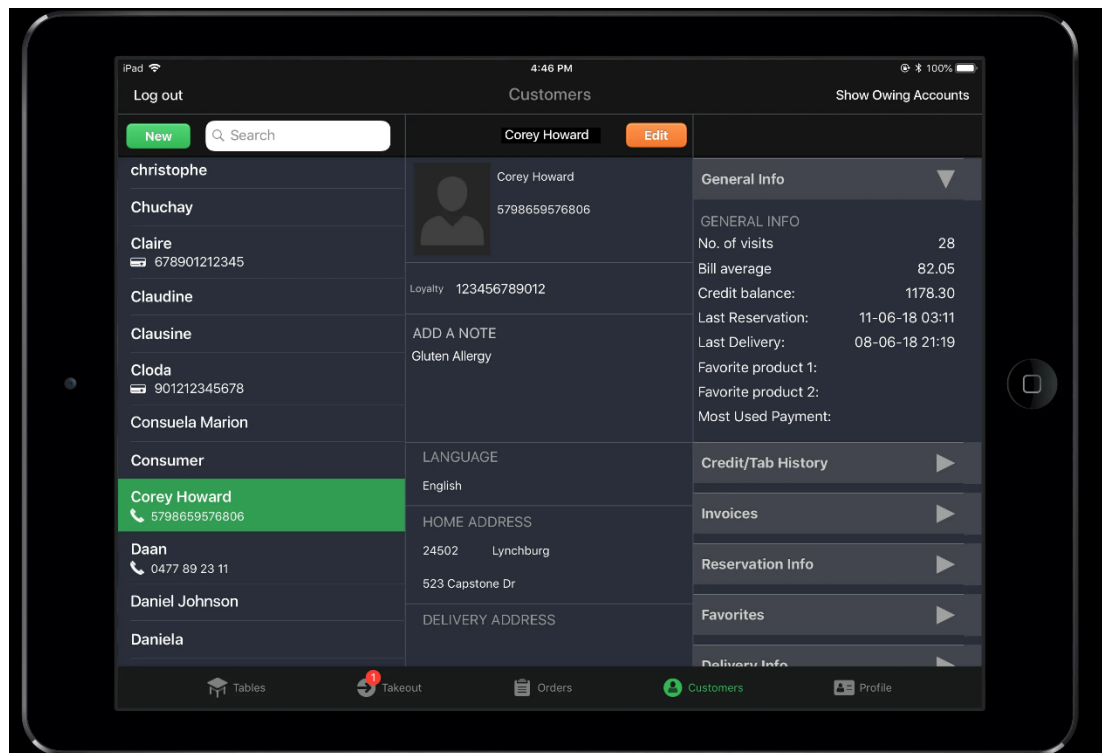 iPad 4:46 PM 100%
Log out Customers Show Owing Accounts
New Search Corey Howard Edit
christophe
Chuchay
Claire
678901212345
Claudine
Clausine
Cloda
901212345678
Consuela Marion
Consumer
Corey Howard
5798659576806
Daan
0477 89 23 11
Daniel Johnson
Daniela
Corey Howard
5798659576806
Loyalty 123456789012
ADD A NOTE
Gluten Allergy
LANGUAGE
English
HOME ADDRESS
24502 Lynchburg
523 Capstone Dr
DELIVERY ADDRESS
General Info
GENERAL INFO
No. of visits 28
Bill average 82.05
Credit balance: 1178.30
Last Reservation: 11-06-18 03:11
Last Delivery: 08-06-18 21:19
Favorite product 1:
Favorite product 2:
Most Used Payment:
Credit/Tab History
Invoices
Reservation Info
Favorites
Delivery Info
Tables 1 Takeout Orders Customers Profile